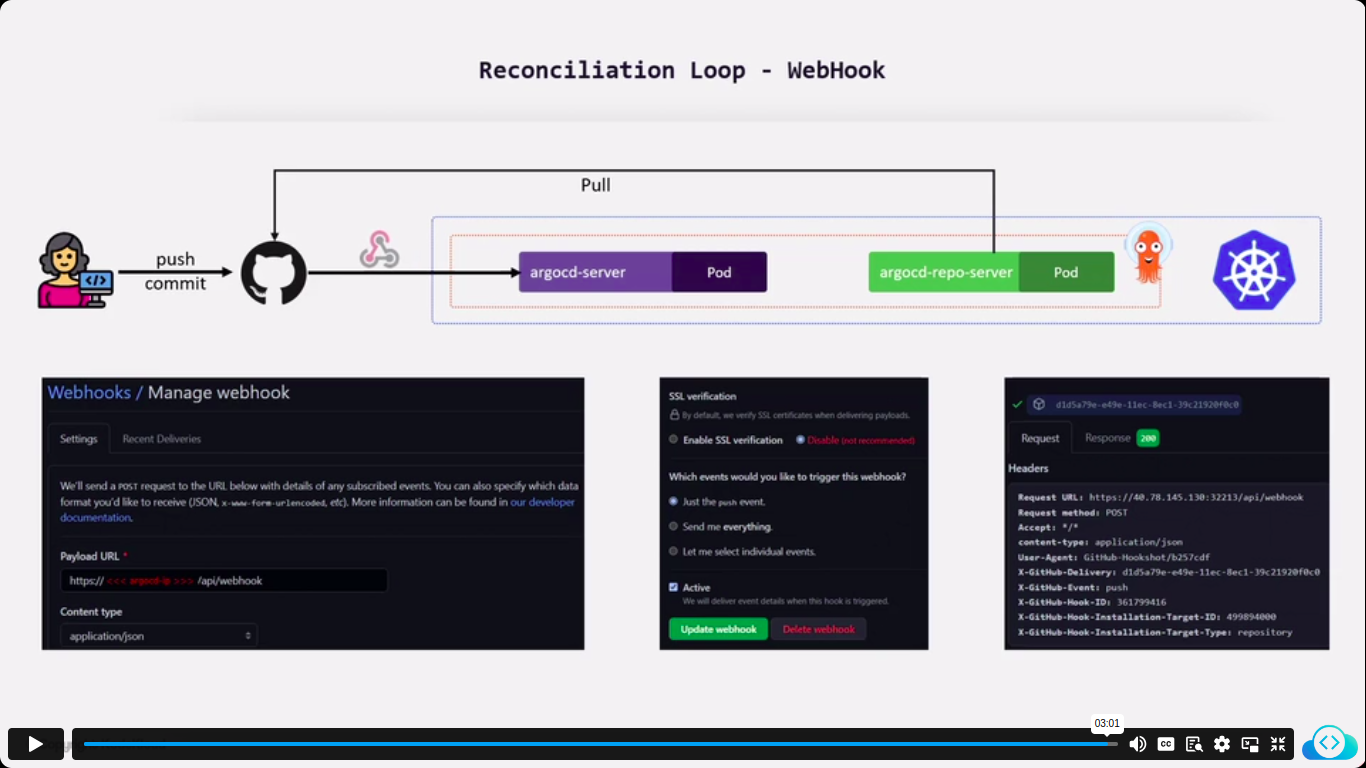 Reconciliation Loop - WebHook
Pull
push
commit
argocd-server
Pod
argocd-repo-server
Pod
Webhooks / Manage webhook
Settings
Recent Deliveries
We'll send a POST request to the URL below with details of any subscribed events. You can also specify which data
format you'd like to receive (JSON, x-www-form-urlencoded, etc). More information can be found in our developer
documentation.
Payload URL *
https:// <<< argocd-ip >>> /api/webhook
Content type
application/json
SSL verification
By default, we verify SSL certificates when delivering payloads.
Enable SSL verification
Disable (not recommended)
Which events would you like to trigger this webhook?
Just the push event.
Send me everything.
Let me select individual events.
Active
We will deliver event details when this hook is triggered.
Update webhook
Delete webhook
d1d5a79e-e49e-11ec-8ec1-39c21920f0c0
Request
Response 200
Headers
Request URL: https://40.78.145.130:32213/api/webhook
Request method: POST
Accept: */*
content-type: application/json
User-Agent: GitHub-Hookshot/b257cdf
X-GitHub-Delivery: d1d5a79e-e49e-11ec-8ec1-39c21920f0c0
X-GitHub-Event: push
X-GitHub-Hook-ID: 361799416
X-GitHub-Hook-Installation-Target-ID: 499894000
X-GitHub-Hook-Installation-Target-Type: repository
03:01
CC